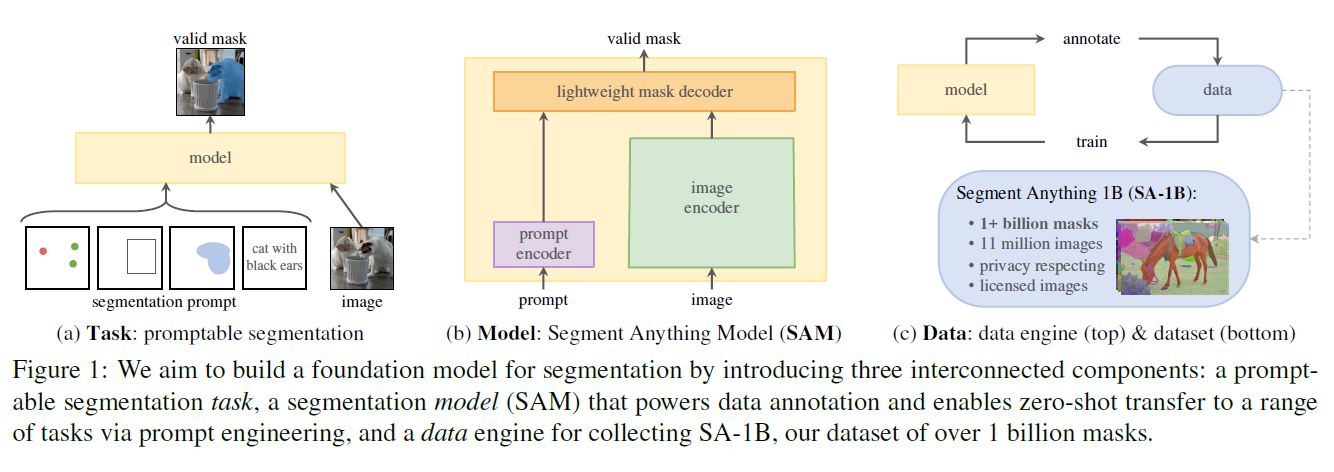 valid mask
model
cat with
black ears
segmentation prompt
image
(a) Task: promptable segmentation
valid mask
lightweight mask decoder
image
encoder
prompt
encoder
prompt
image
(b) Model: Segment Anything Model (SAM)
annotate
model
data
train
Segment Anything 1B (SA-1B):
• 1+ billion masks
• 11 million images
• privacy respecting
• licensed images
(c) Data: data engine (top) & dataset (bottom)
Figure 1: We aim to build a foundation model for segmentation by introducing three interconnected components: a prompt-
able segmentation task, a segmentation model (SAM) that powers data annotation and enables zero-shot transfer to a range
of tasks via prompt engineering, and a data engine for collecting SA-1B, our dataset of over 1 billion masks.